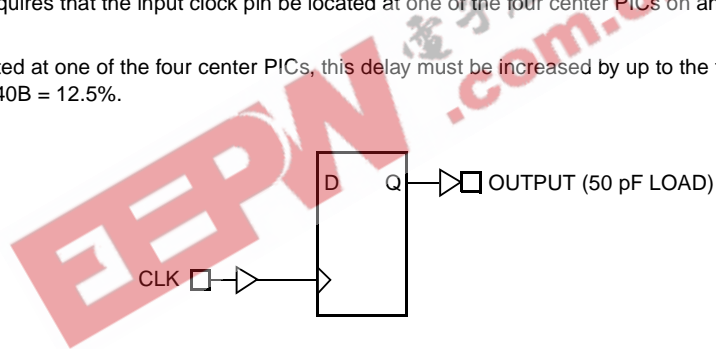 quires that the input clock pin be located at one of the four center PICs on an
ted at one of the four center PICs, this delay must be increased by up to the
40B = 12.5%.
D Q OUTPUT (50 pF LOAD)
CLK
EEPW .com.c